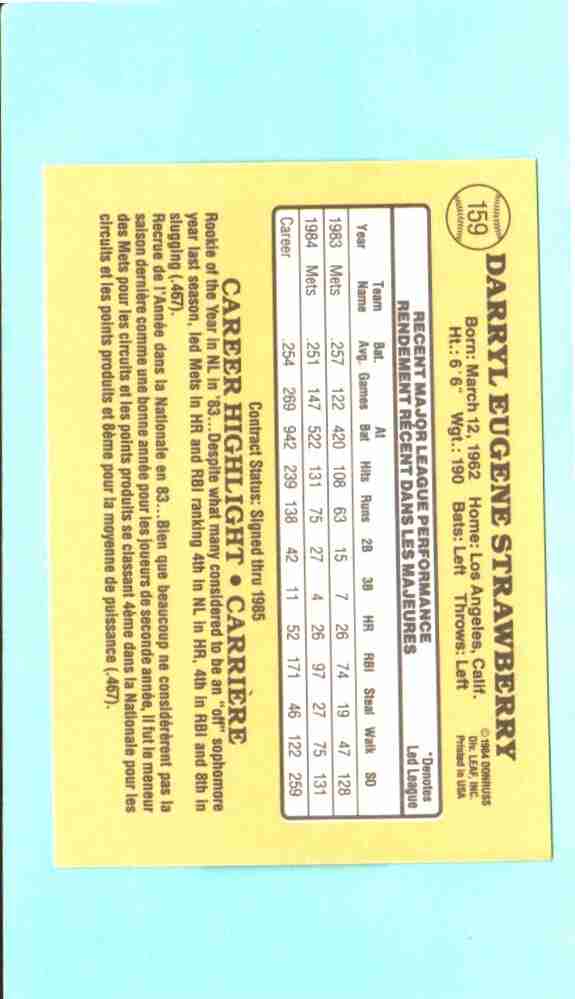 159
DARRYL EUGENE STRAWBERRY
Born: March 12, 1962 Home: Los Angeles, Calif.
Ht.: 6'6" Wgt.: 190 Bats: Left Throws: Left
© 1984 DONRUSS
Div. LEAF, INC.
Printed in USA
RECENT MAJOR LEAGUE PERFORMANCE
RENDEMENT RÉCENT DANS LES MAJEURES
*Denotes
Led League
Year Team Name Bat. Avg. Games At Bat Hits Runs 2B 3B HR RBI Steal Walk SO
1983 Mets .257 122 420 108 63 15 7 26 74 19 47 128
1984 Mets .251 147 522 131 75 27 4 26 97 27 75 131
Career .254 269 942 239 138 42 11 52 171 46 122 259
Contract Status: Signed thru 1985
CAREER HIGHLIGHT • CARRIÈRE
Rookie of the Year in NL in '83...Despite what many considered to be an "off" sophomore
year last season, led Mets in HR and RBI ranking 4th in NL in HR, 4th in RBI and 8th in
slugging (.467).
Recrue de l'Année dans la Nationale en 83...Bien que beaucoup ne considérèrent pas la
saison dernière comme une bonne année pour les joueurs de seconde année, il fut le meneur
des Mets pour les circuits et les points produits se classant 4ème dans la Nationale pour les
circuits et les points produits et 8ème pour la moyenne de puissance (.467).